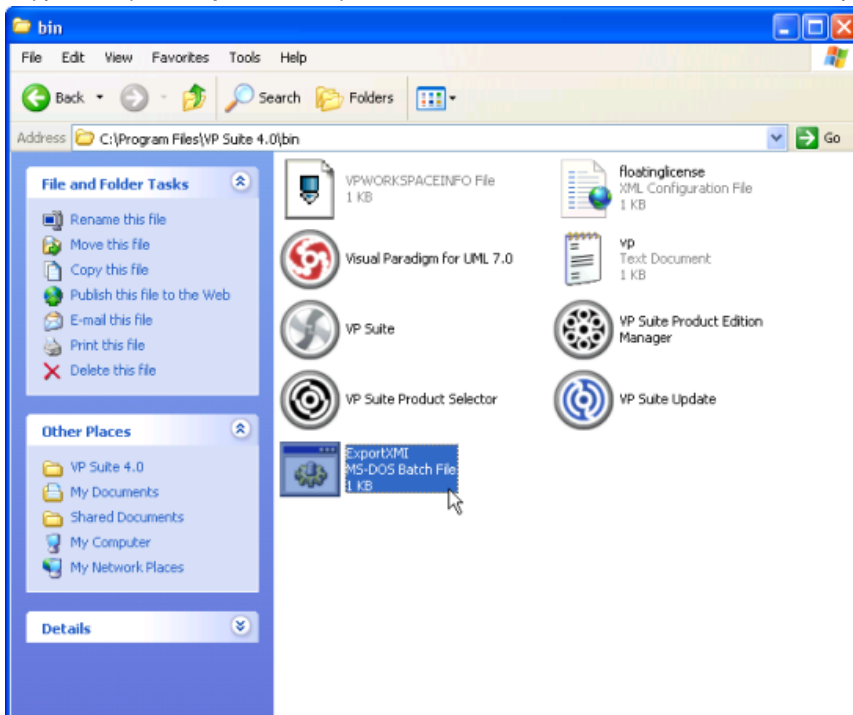 bin
File Edit View Favorites Tools Help
Back Search Folders
Address C:\Program Files\VP Suite 4.0\bin Go
File and Folder Tasks
Rename this file
Move this file
Copy this file
Publish this file to the Web
E-mail this file
Print this file
Delete this file
Other Places
VP Suite 4.0
My Documents
Shared Documents
My Computer
My Network Places
Details
VPWORKSPACEINFO File
1 KB
floatinglicense
XML Configuration File
1 KB
Visual Paradigm for UML 7.0
vp
Text Document
1 KB
VP Suite
VP Suite Product Edition
Manager
VP Suite Product Selector
VP Suite Update
ExportXMI
MS-DOS Batch File
1 KB